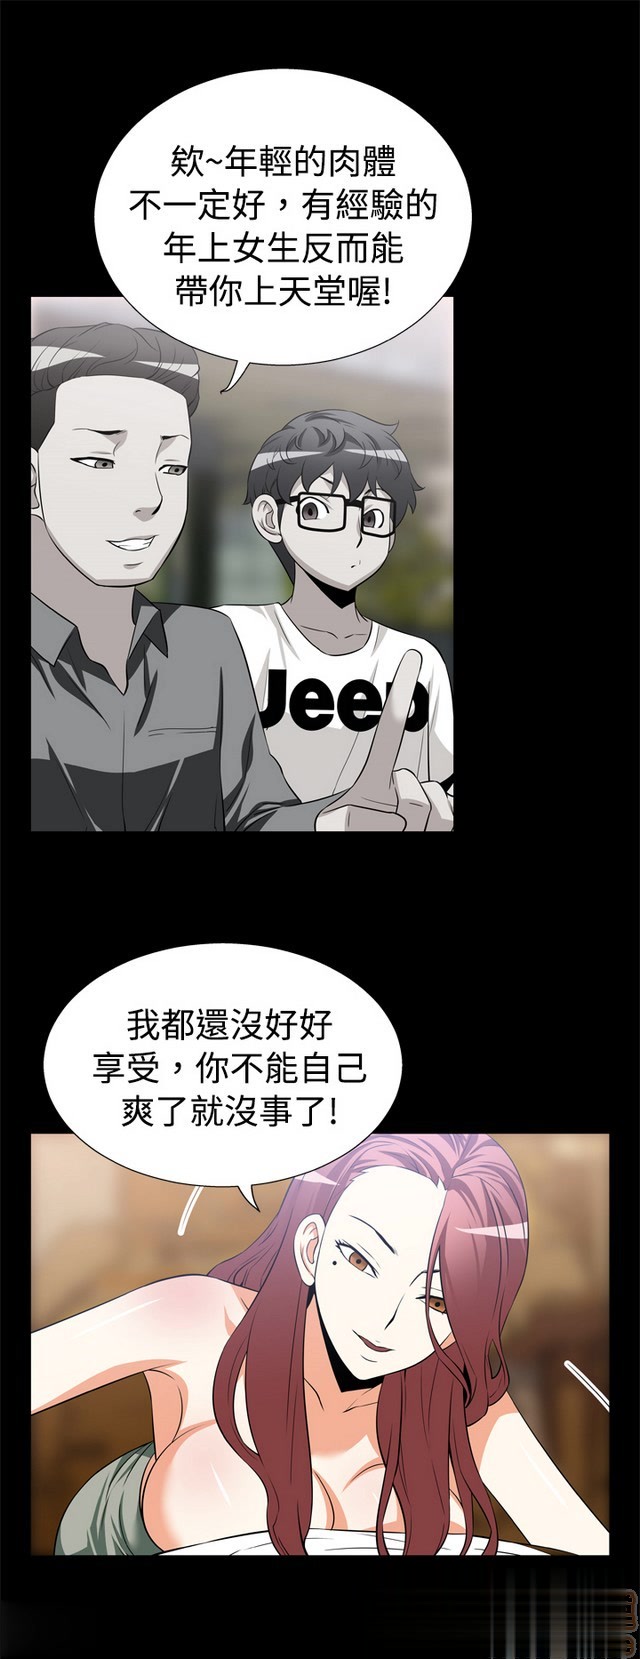 欸~年輕的肉體
不一定好，有經驗的
年上女生反而能
帶你上天堂喔!
Jeep
我都還沒好好
享受，你不能自己
爽了就沒事了!